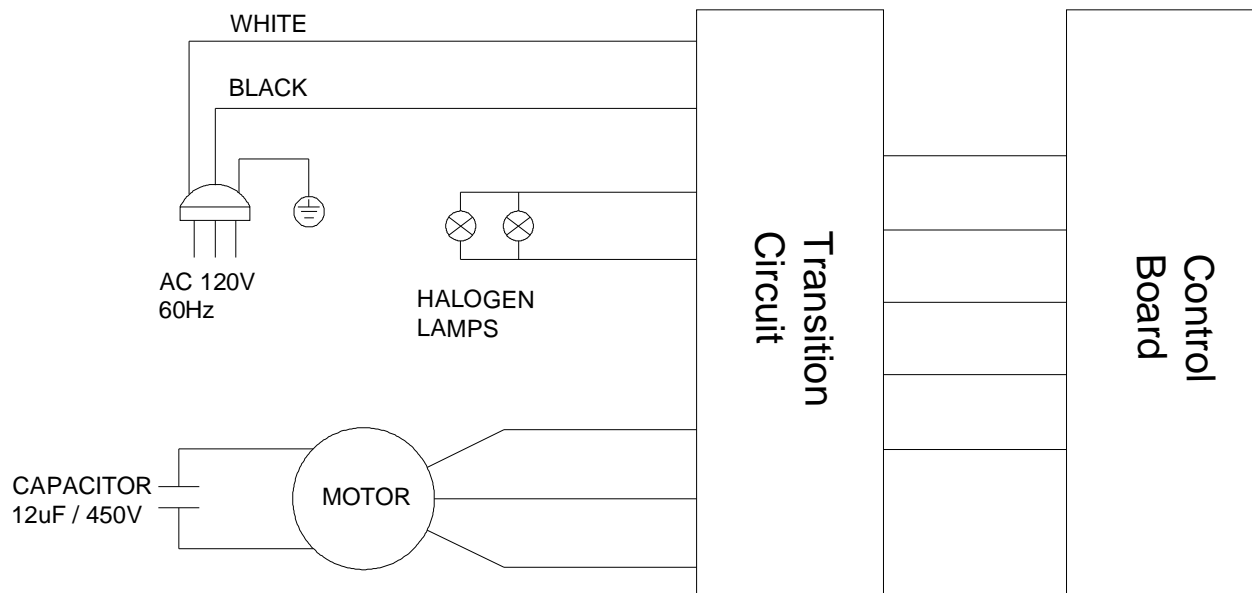 WHITE
BLACK
AC 120V
60Hz
HALOGEN
LAMPS
CAPACITOR
12uF / 450V
MOTOR
Transition
Circuit
Control
Board